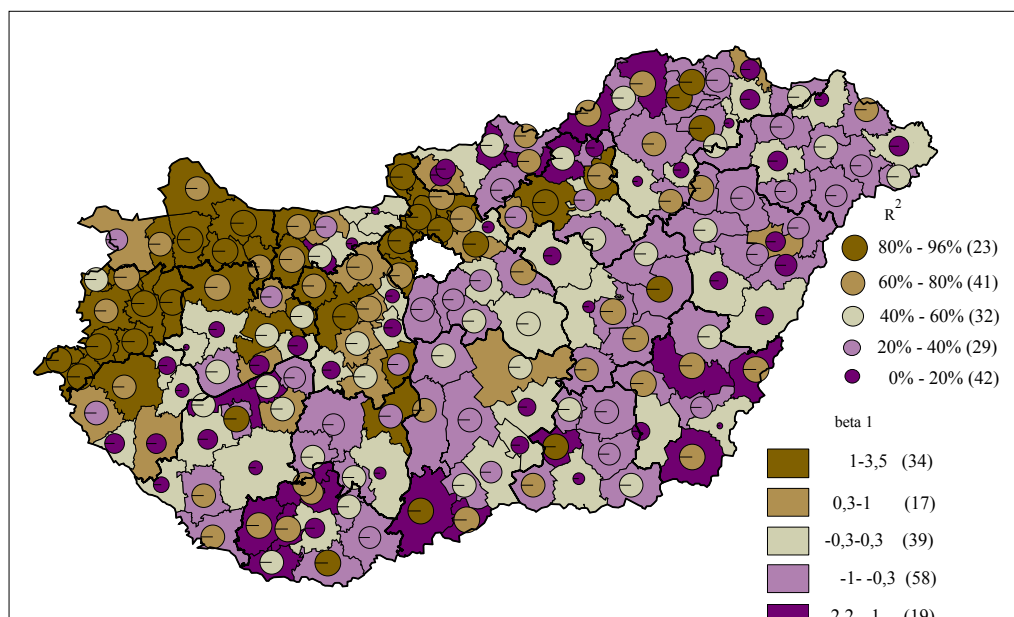 R 2
80% - 96% (23)
60% - 80% (41)
40% - 60% (32)
20% - 40% (29)
0% - 20% (42)
beta 1
1-3,5 (34)
0,3-1 (17)
-0,3-0,3 (39)
-1- -0,3 (58)